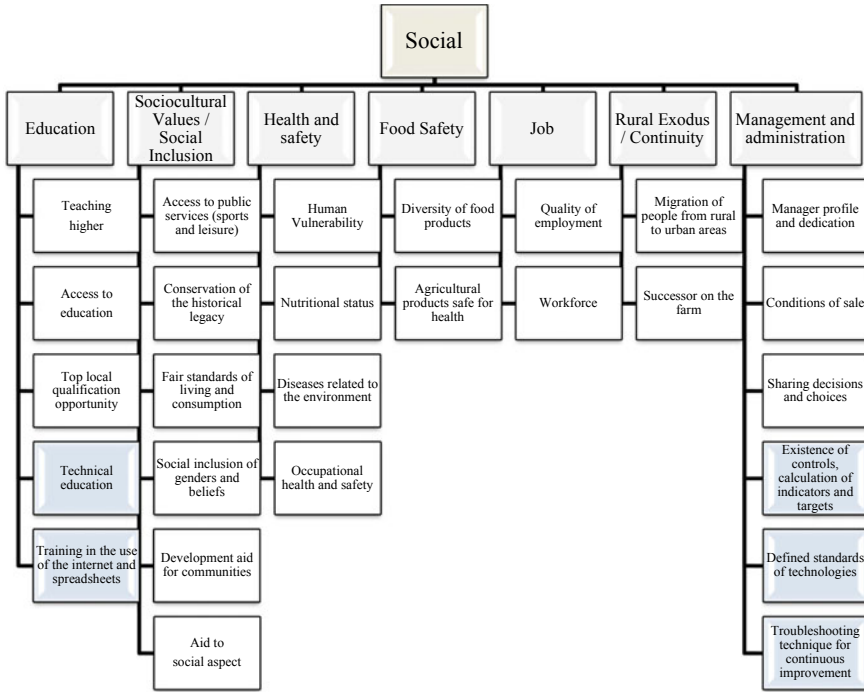 Social
Education
Sociocultural
Values /
Social
Inclusion
Health and
safety
Food Safety
Job
Rural Exodus
/ Continuity
Management and
administration
Teaching
higher
Access to
education
Top local
qualification
opportunity
Technical
education
Training in the use
of the internet and
spreadsheets
Access to public
services (sports
and leisure)
Conservation of
the historical
legacy
Fair standards of
living and
consumption
Social inclusion of
genders and
beliefs
Development aid
for communities
Aid to
social aspect
Human
Vulnerability
Nutritional status
Diseases related to
the environment
Occupational
health and safety
Diversity of food
products
Agricultural
products safe for
health
Quality of
employment
Workforce
Migration of
people from rural
to urban areas
Successor on the
farm
Manager profile
and dedication
Conditions of sale
Sharing decisions
and choices
Existence of
controls,
calculation of
indicators and
targets
Defined standards
of technologies
Troubleshooting
technique for
continuous
improvement